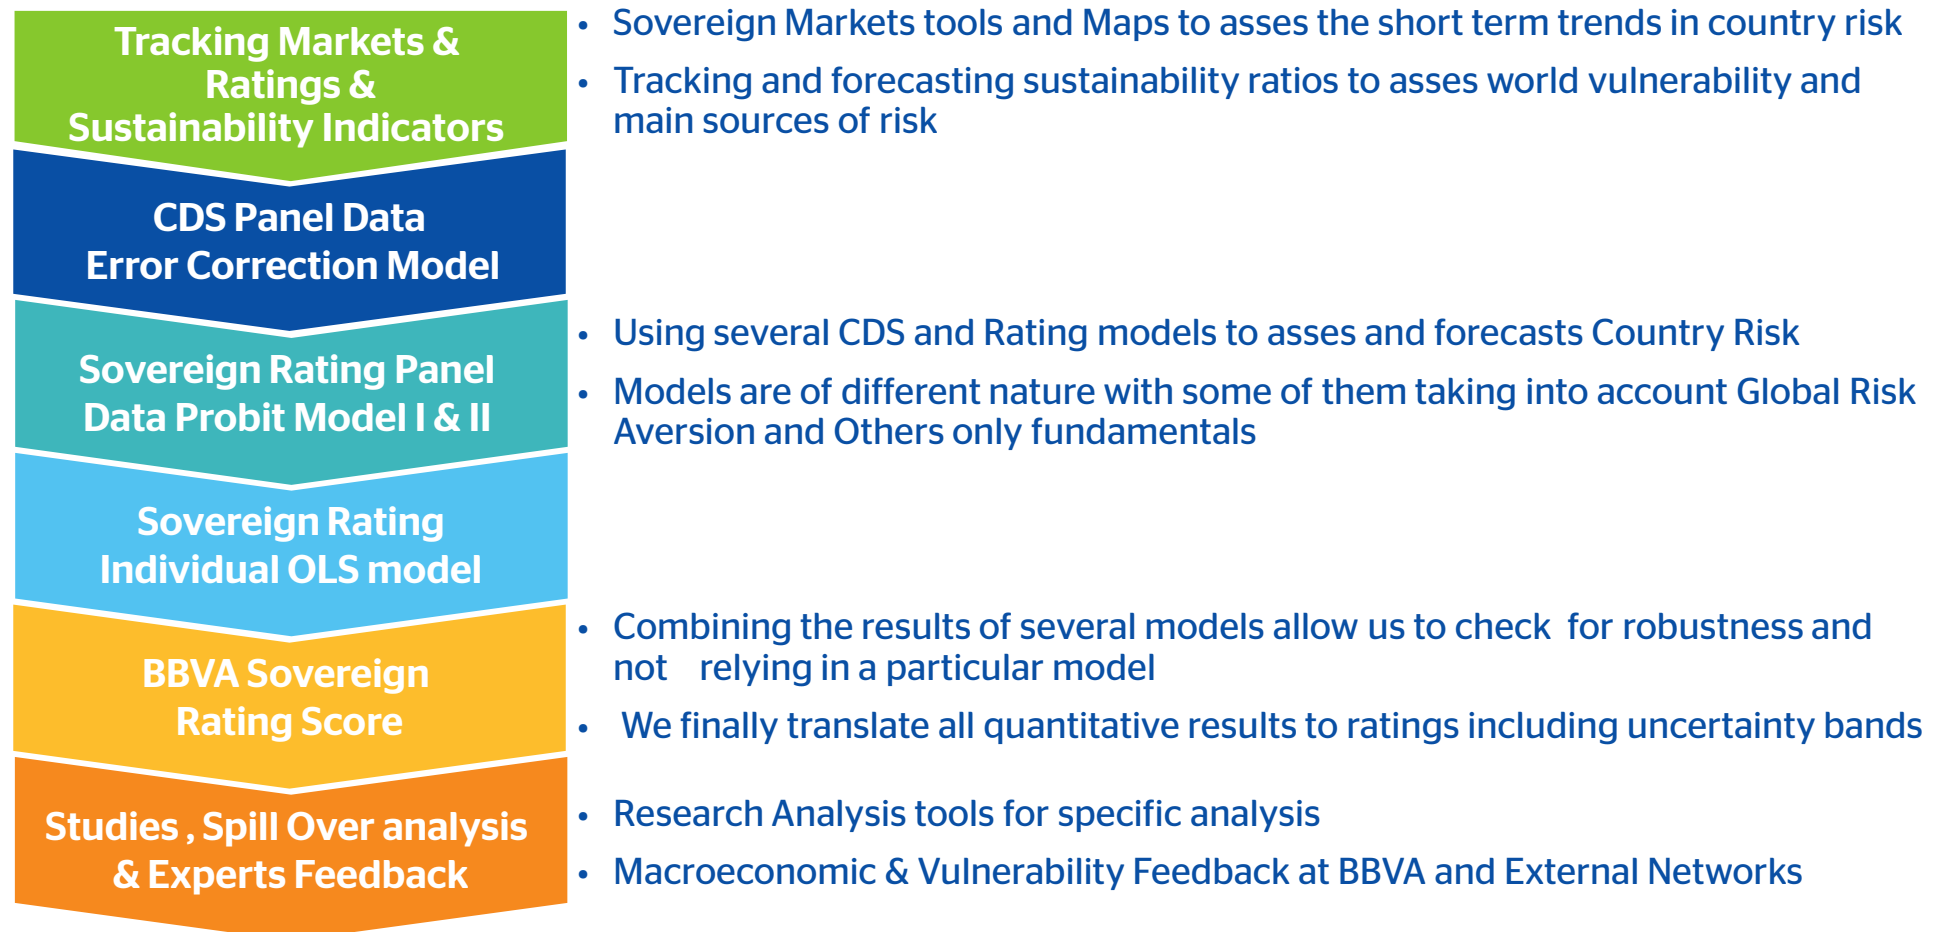 Tracking Markets &
Ratings &
Sustainability Indicators
• Sovereign Markets tools and Maps to asses the short term trends in country risk
• Tracking and forecasting sustainability ratios to asses world vulnerability and
main sources of risk
CDS Panel Data
Error Correction Model
Sovereign Rating Panel
Data Probit Model I & II
• Using several CDS and Rating models to asses and forecasts Country Risk
• Models are of different nature with some of them taking into account Global Risk
Aversion and Others only fundamentals
Sovereign Rating
Individual OLS model
BBVA Sovereign
Rating Score
• Combining the results of several models allow us to check for robustness and
not relying in a particular model
• We finally translate all quantitative results to ratings including uncertainty bands
Studies , Spill Over analysis
& Experts Feedback
• Research Analysis tools for specific analysis
• Macroeconomic & Vulnerability Feedback at BBVA and External Networks